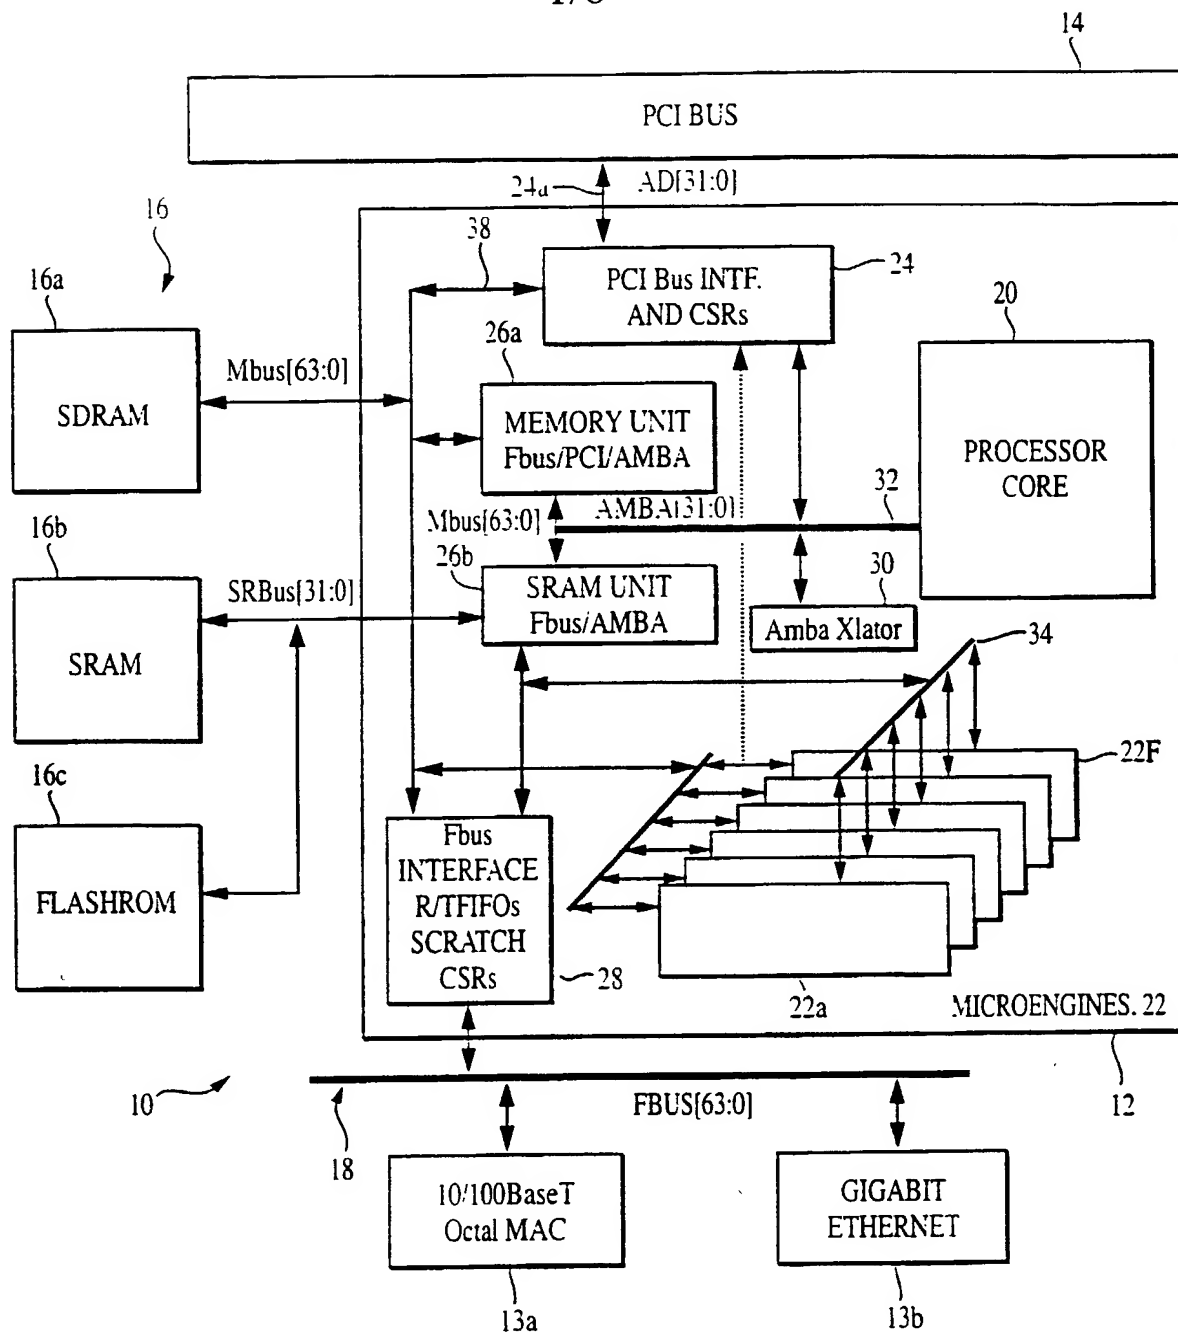 14
PCI BUS
24a
AD[31:0]
16
38
PCI Bus INTF.
AND CSRs
24
16a
20
26a
Mbus[63:0]
SDRAM
MEMORY UNIT
Fbus/PCI/AMBA
PROCESSOR
CORE
32
AMBA[31:0]
Mbus[63:0]
16b
26b
SRAM UNIT
Fbus/AMBA
30
SRBus[31:0]
Amba Xlator
34
SRAM
22F
16c
Fbus
INTERFACE
R/TFIFOs
SCRATCH
CSRs
FLASHROM
28
22a
MICROENGINES. 22
10
12
FBUS[63:0]
18
10/100BaseT
Octal MAC
GIGABIT
ETHERNET
13a
13b